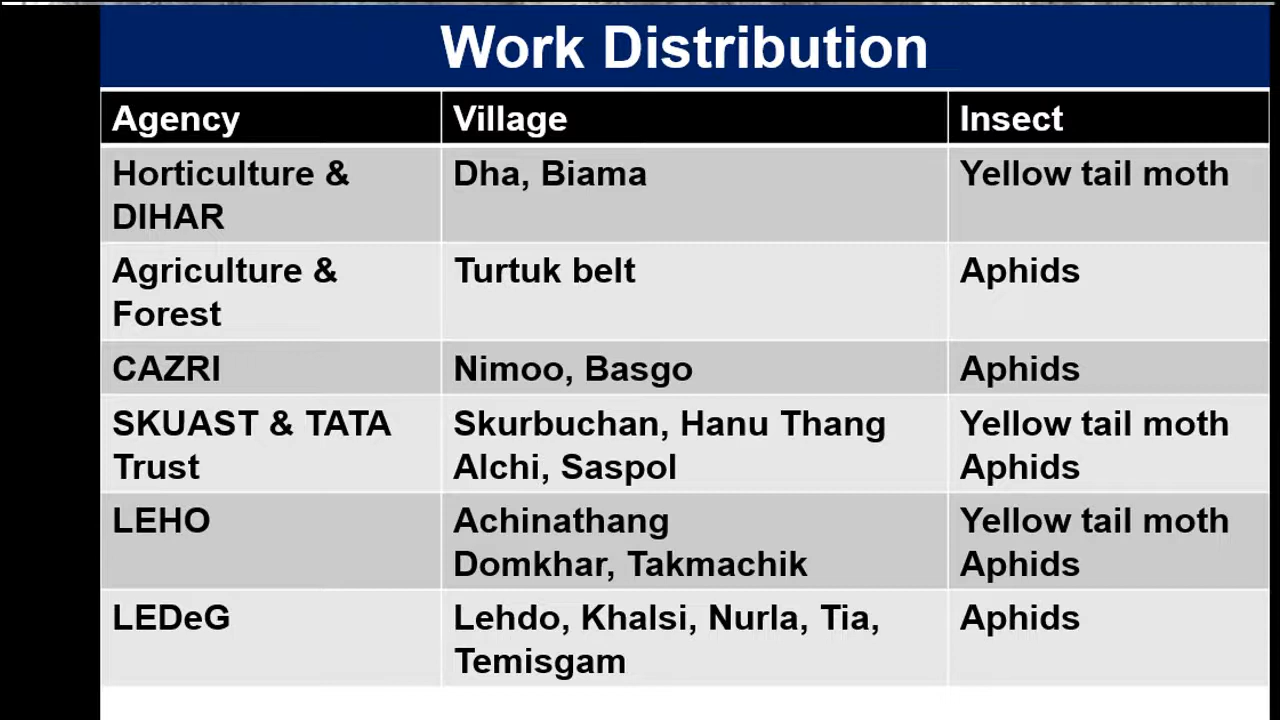 Work Distribution
Agency Village Insect
Horticulture & Dha, Biama Yellow tail moth
DIHAR
Agriculture & Turtuk belt Aphids
Forest
CAZRI Nimoo, Basgo Aphids
SKUAST & TATA Skurbuchan, Hanu Thang Yellow tail moth
Trust Alchi, Saspol Aphids
LEHO Achinathang Yellow tail moth
Domkhar, Takmachik Aphids
LEDeG Lehdo, Khalsi, Nurla, Tia, Aphids
Temisgam